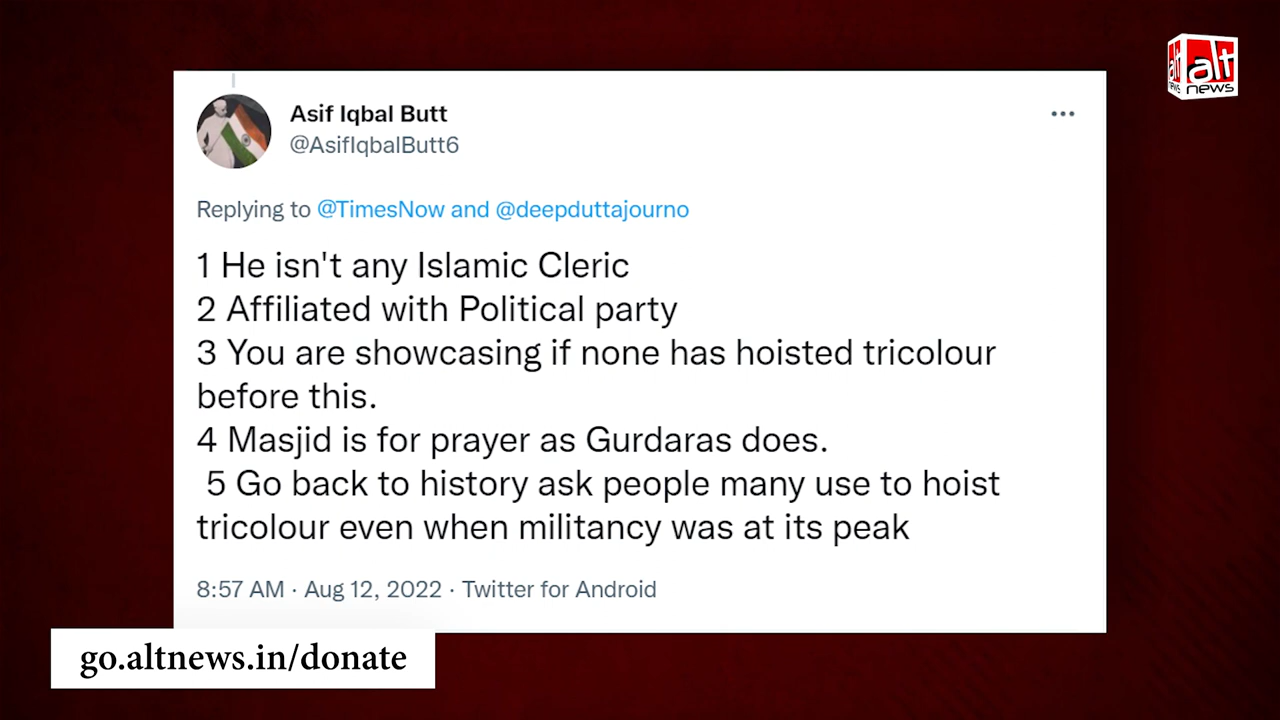 alt
news
Asif Iqbal Butt
@AsifIqbalButt6
Replying to @TimesNow and @deepduttajourno
1 He isn't any Islamic Cleric
2 Affiliated with Political party
3 You are showcasing if none has hoisted tricolour
before this.
4 Masjid is for prayer as Gurdaras does.
5 Go back to history ask people many use to hoist
tricolour even when militancy was at its peak
8:57 AM · Aug 12, 2022 · Twitter for Android
go.altnews.in/donate